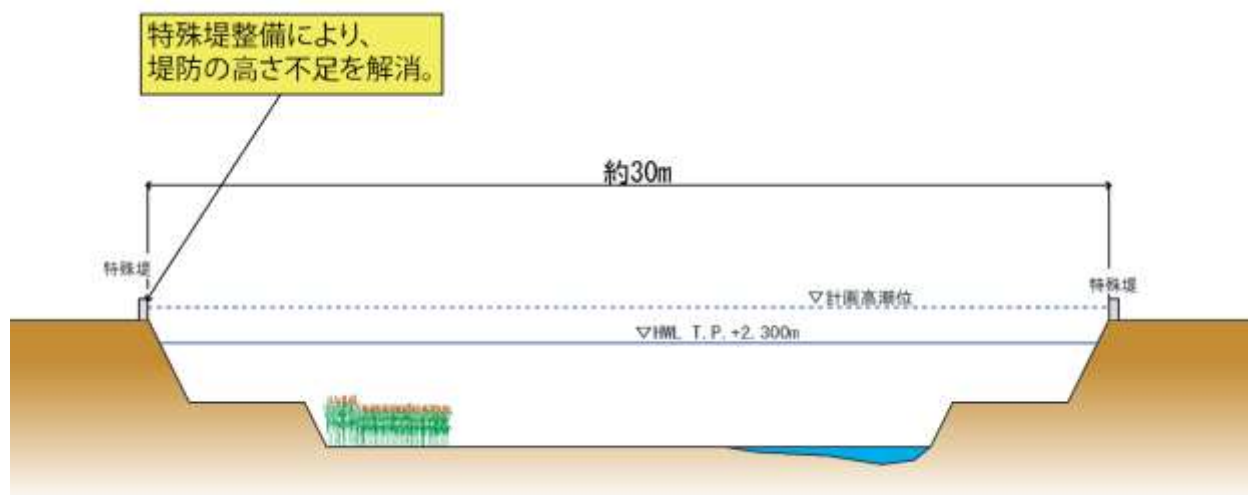 特殊堤整備により、
堤防の高さ不足を解消。
約30m
特殊堤
特殊堤
▽計画高潮位
▽HWL T.P.+2.300m